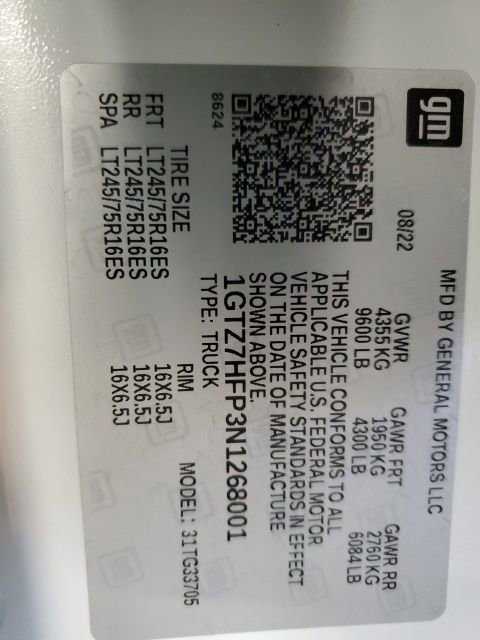 gm
MFD BY GENERAL MOTORS LLC
08/22
GVWR GAWR FRT GAWR RR
4355 KG 1950 KG 2760 KG
9600 LB 4300 LB 6084 LB
THIS VEHICLE CONFORMS TO ALL
APPLICABLE U.S. FEDERAL MOTOR
VEHICLE SAFETY STANDARDS IN EFFECT
ON THE DATE OF MANUFACTURE
SHOWN ABOVE.
1GTZ7HFP3N1268001
TYPE: TRUCK
MODEL: 31TG33705
8624
TIRE SIZE RIM
FRT LT245/75R16ES 16X6.5J
RR LT245/75R16ES 16X6.5J
SPA LT245/75R16ES 16X6.5J